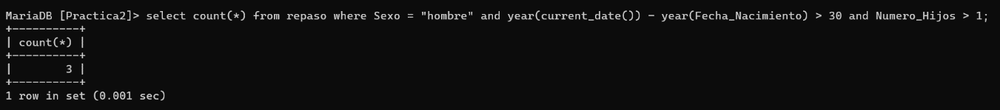 MariaDB [Practica2]> select count(*) from repaso where Sexo = "hombre" and year(current_date()) - year(Fecha_Nacimiento) > 30 and Numero_Hijos > 1;
+----------+
| count(*) |
+----------+
|        3 |
+----------+
1 row in set (0.001 sec)